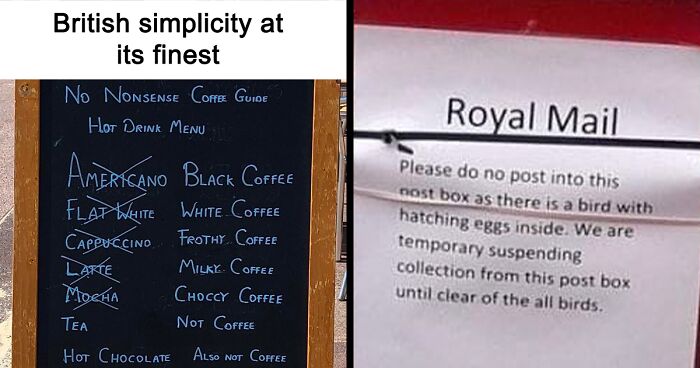 British simplicity at
its finest
No Nonsense Coffee Guide
Hot Drink Menu
Americano Black Coffee
Flat White White Coffee
Cappuccino Frothy Coffee
Latte Milky Coffee
Mocha Choccy Coffee
Tea Not Coffee
Hot Chocolate Also not Coffee
Royal Mail
Please do no post into this
post box as there is a bird with
hatching eggs inside. We are
temporary suspending
collection from this post box
until clear of the all birds.